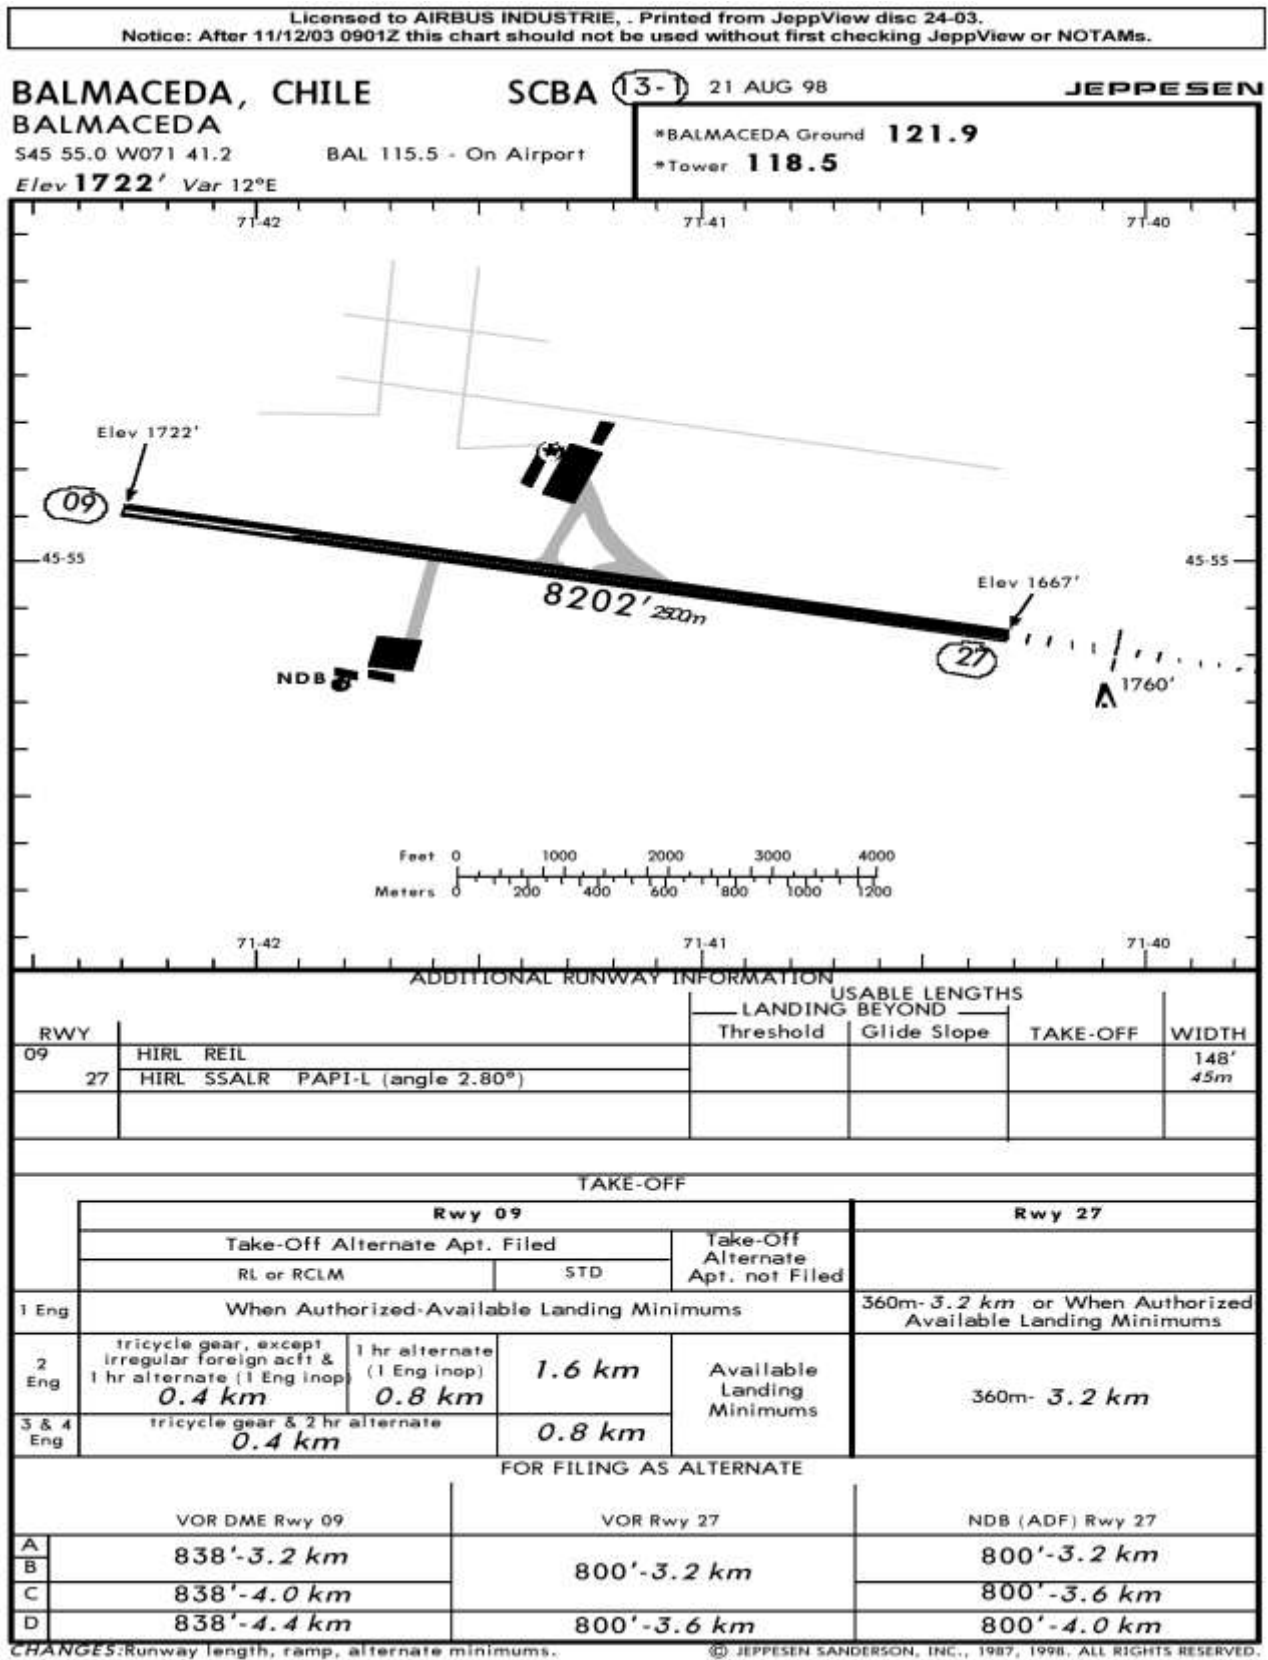 Licensed to AIRBUS INDUSTRIE, . Printed from JeppView disc 24-03.
Notice: After 11/12/03 0901Z this chart should not be used without first checking JeppView or NOTAMs.
BALMACEDA, CHILE SCBA 13-1 21 AUG 98 JEPPESEN
BALMACEDA
S45 55.0 W071 41.2 BAL 115.5 - On Airport
Elev 1722' Var 12°E
*BALMACEDA Ground 121.9
*Tower 118.5
71-42 71-41 71-40
Elev 1722'
09
45-55 45-55
Elev 1667'
8202' 2500m
27
NDB
1760'
Feet 0 1000 2000 3000 4000
Meters 0 200 400 600 800 1000 1200
71-42 71-41 71-40
ADDITIONAL RUNWAY INFORMATION
USABLE LENGTHS
LANDING BEYOND
RWY Threshold Glide Slope TAKE-OFF WIDTH
09 HIRL REIL 148'
27 HIRL SSALR PAPI-L (angle 2.80°) 45m
TAKE-OFF
Rwy 09 Rwy 27
Take-Off Alternate Apt. Filed
Take-Off
Alternate
Apt. not Filed
RL or RCLM STD
1 Eng When Authorized-Available Landing Minimums
360m-3.2 km or When Authorized
Available Landing Minimums
2
Eng
tricycle gear, except
irregular foreign acft &
1 hr alternate (1 Eng inop)
0.4 km
1 hr alternate
(1 Eng inop)
0.8 km
1.6 km
Available
Landing
Minimums
360m- 3.2 km
3 & 4
Eng
tricycle gear & 2 hr alternate
0.4 km
0.8 km
FOR FILING AS ALTERNATE
VOR DME Rwy 09 VOR Rwy 27 NDB (ADF) Rwy 27
A
B
838'-3.2 km 800'-3.2 km 800'-3.2 km
C 838'-4.0 km 800'-3.6 km
D 838'-4.4 km 800'-3.6 km 800'-4.0 km
CHANGES:Runway length, ramp, alternate minimums. © JEPPESEN SANDERSON, INC., 1987, 1998. ALL RIGHTS RESERVED.